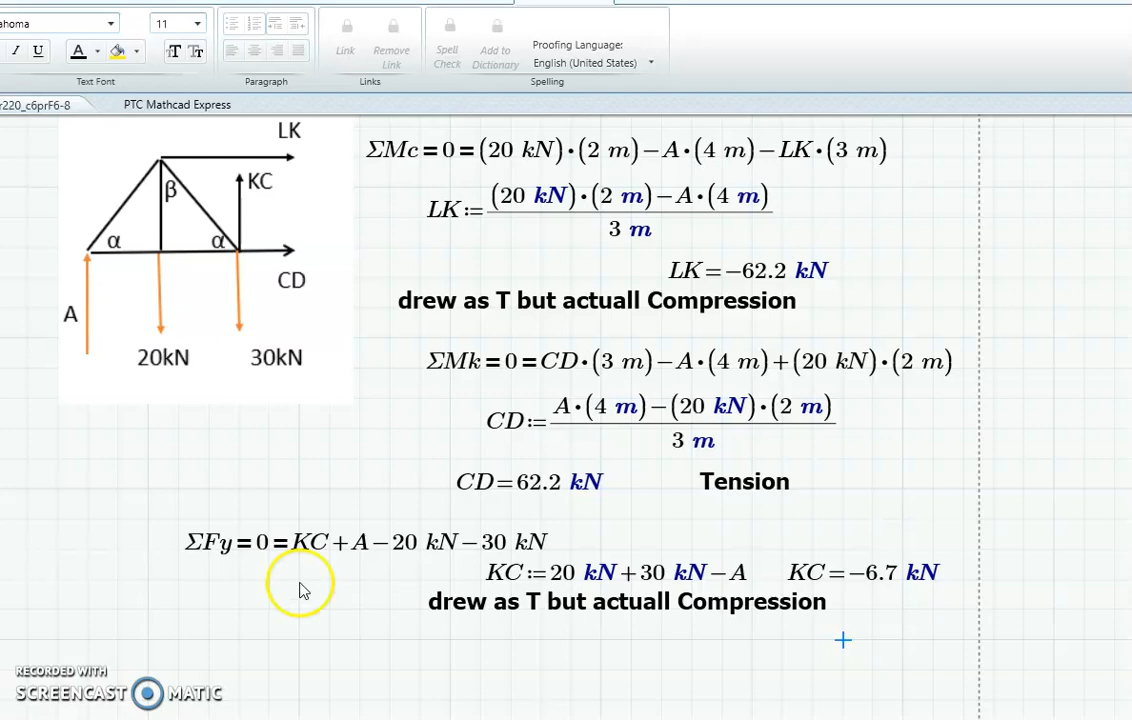 ahoma
11
I U A A T Tr
Link
Remove Link
Spell Check
Add to Dictionary
Proofing Language:
English (United States)
Text Font
Paragraph
Links
Spelling
r220_c6prF6-8
PTC Mathcad Express
LK
β
KC
α
α
CD
A
20kN
30kN
ΣMc = 0 = (20 kN)·(2 m) − A·(4 m) − LK·(3 m)
LK := ((20 kN)·(2 m) − A·(4 m)) / (3 m)
LK = −62.2 kN
drew as T but actuall Compression
ΣMk = 0 = CD·(3 m) − A·(4 m) + (20 kN)·(2 m)
CD := (A·(4 m) − (20 kN)·(2 m)) / (3 m)
CD = 62.2 kN
Tension
ΣFy = 0 = KC + A − 20 kN − 30 kN
KC := 20 kN + 30 kN − A
KC = −6.7 kN
drew as T but actuall Compression
RECORDED WITH
SCREENCAST MATIC